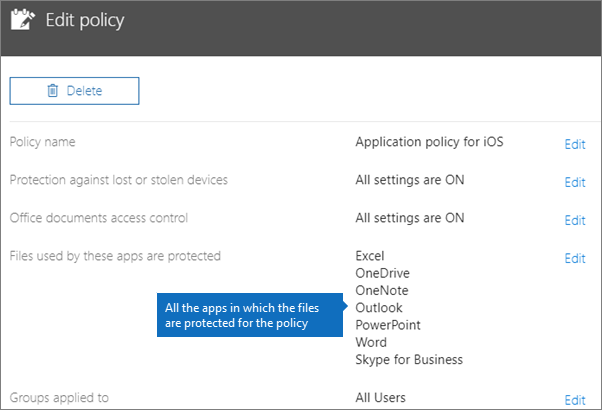 Edit policy
Delete
Policy name Application policy for iOS Edit
Protection against lost or stolen devices All settings are ON Edit
Office documents access control All settings are ON Edit
Files used by these apps are protected Excel Edit
OneDrive
OneNote
All the apps in which the files Outlook
are protected for the policy PowerPoint
Word
Skype for Business
Groups applied to All Users Edit